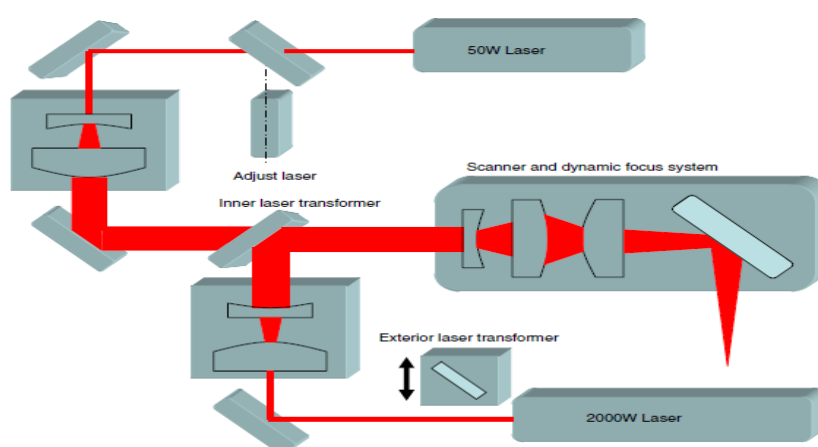 50W Laser
Adjust laser
Scanner and dynamic focus system
Inner laser transformer
Exterior laser transformer
2000W Laser